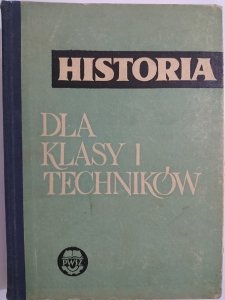 HISTORIA
DLA
KLASY I
TECHNIKÓW
PWSZ